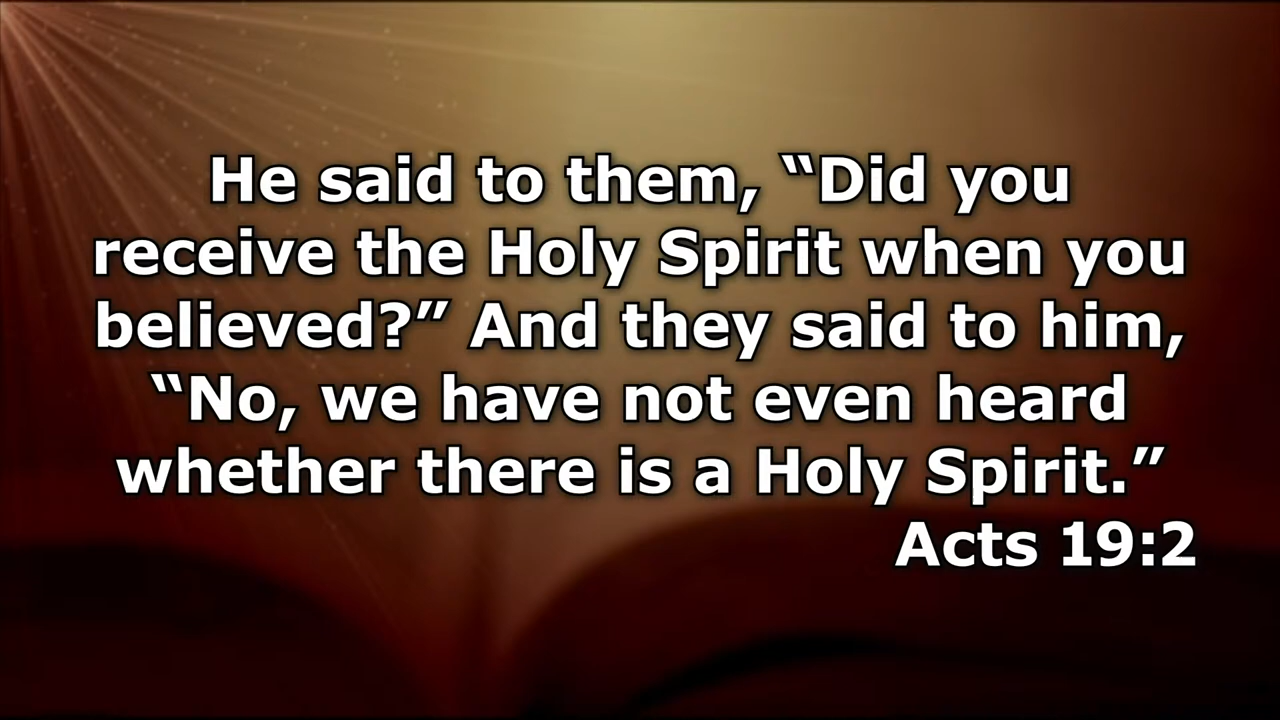 He said to them, “Did you
receive the Holy Spirit when you
believed?” And they said to him,
“No, we have not even heard
whether there is a Holy Spirit.”
Acts 19:2